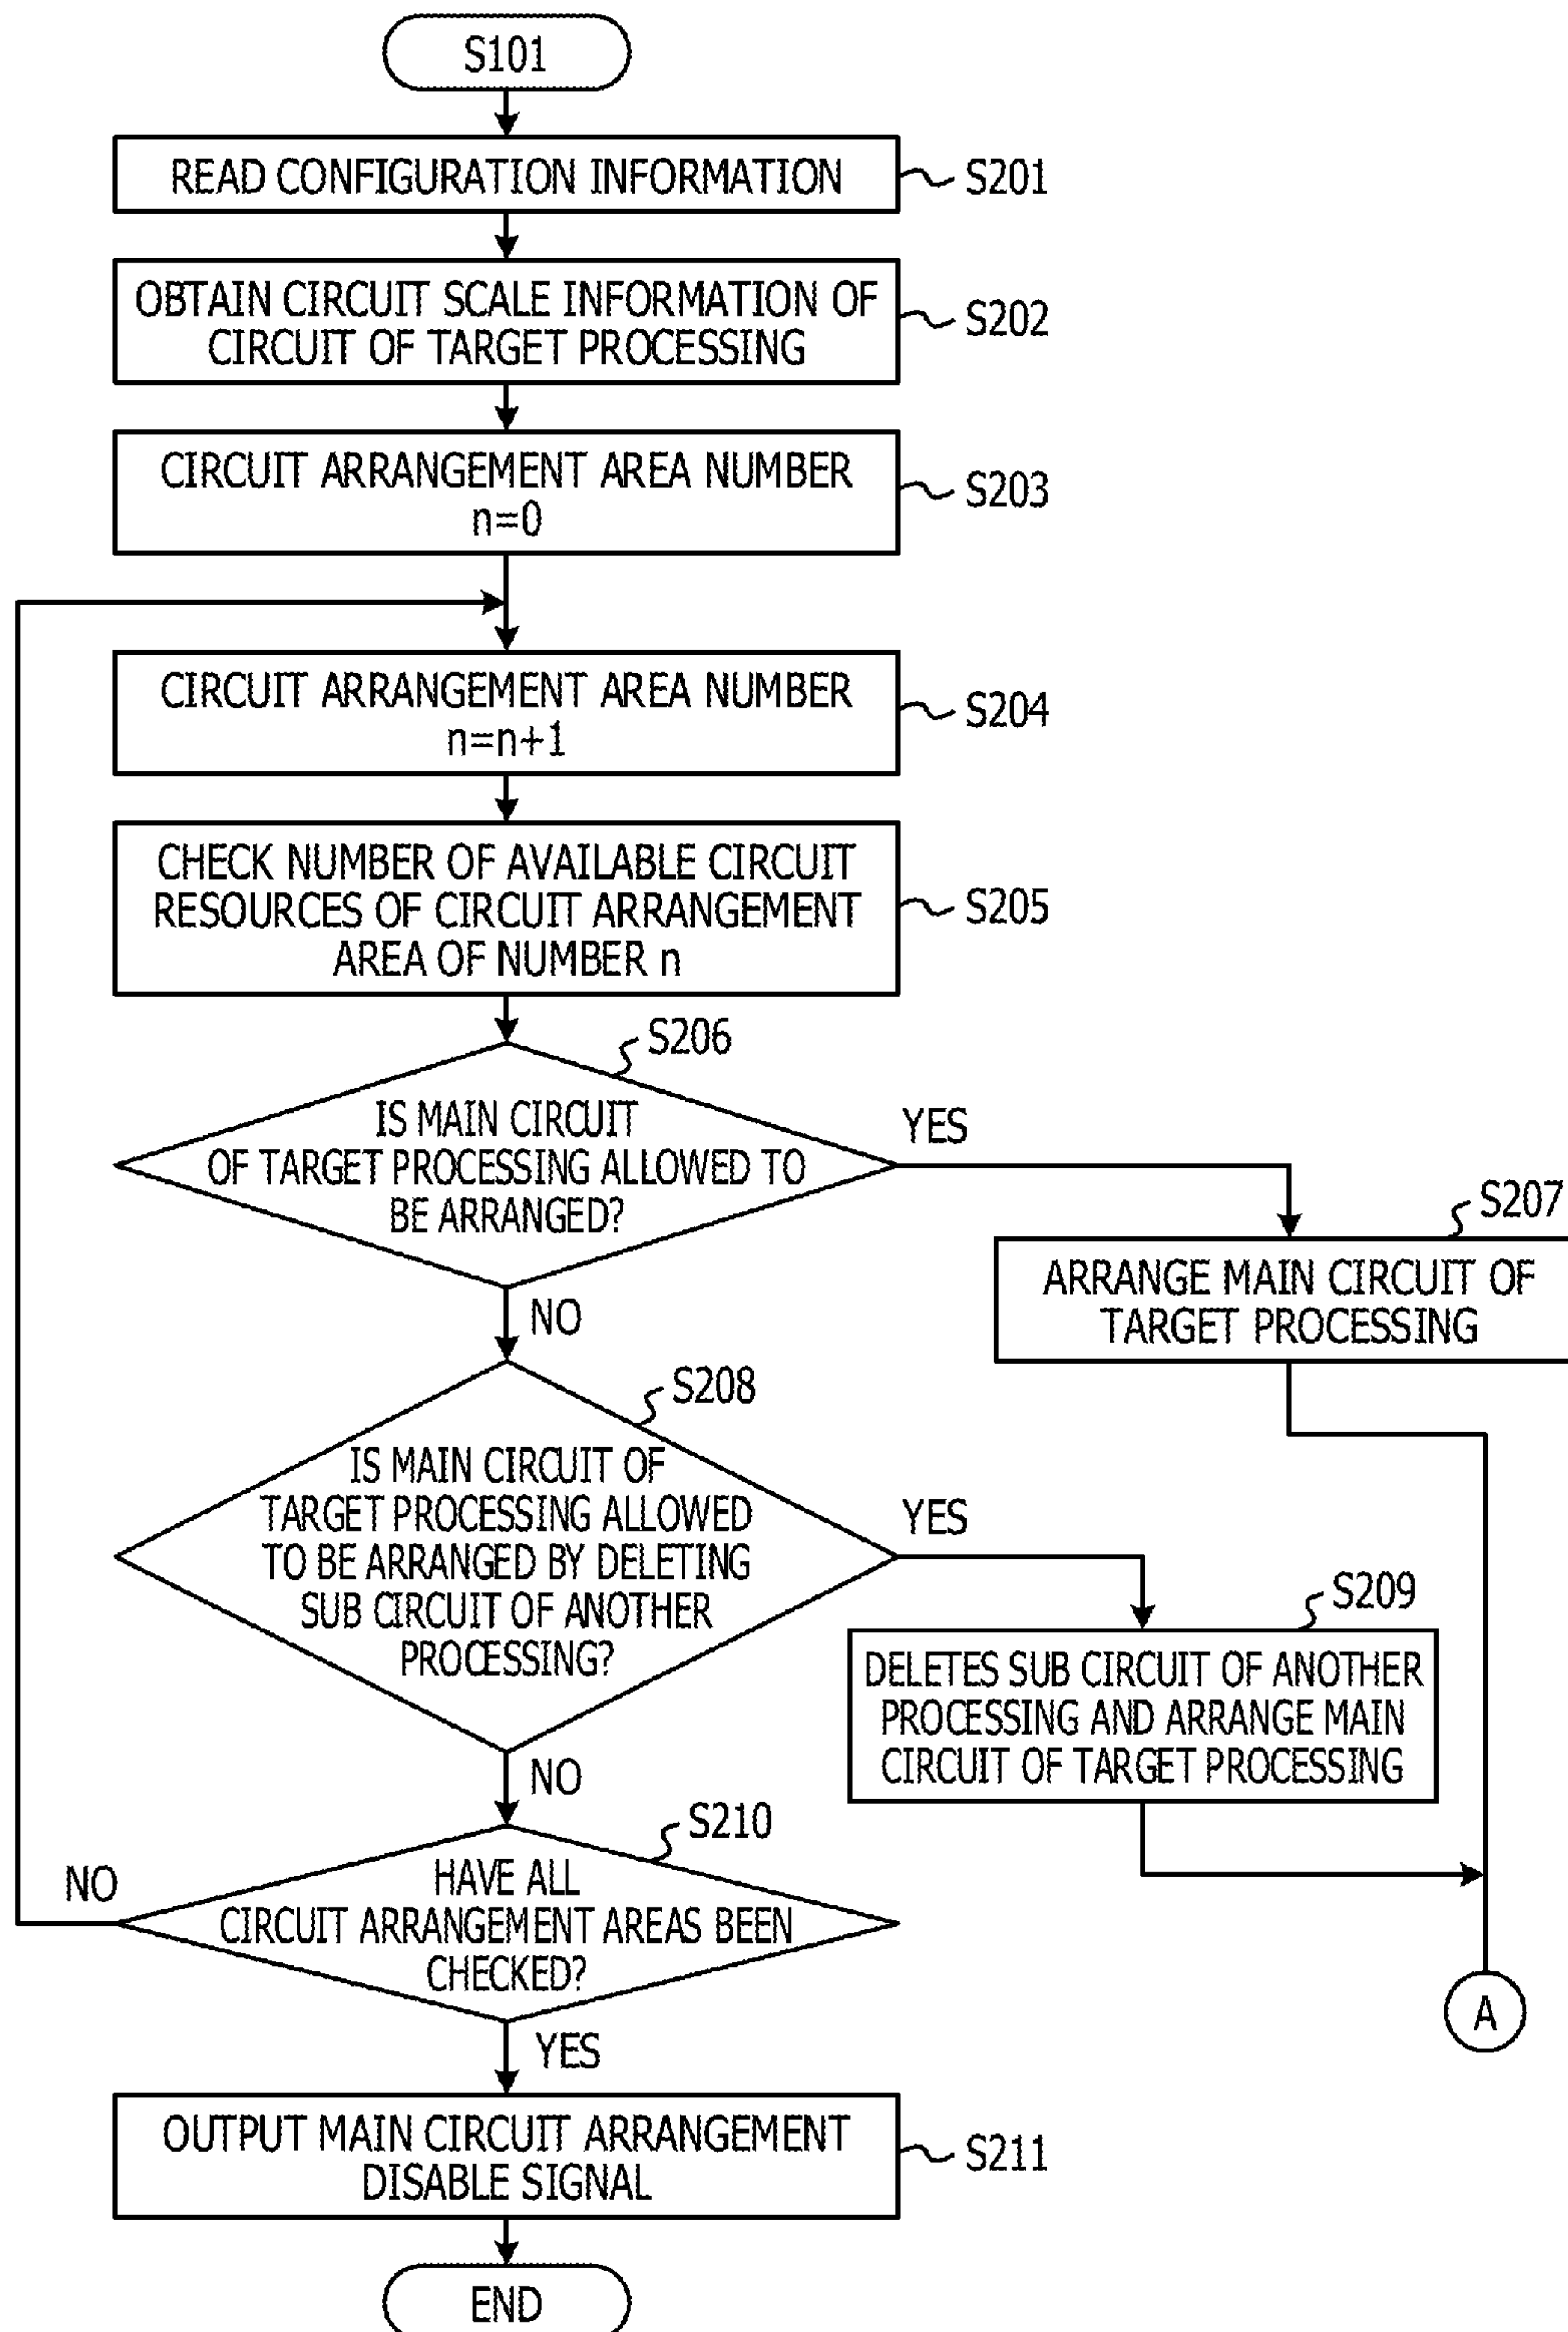 S101
READ CONFIGURATION INFORMATION
S201
OBTAIN CIRCUIT SCALE INFORMATION OF
CIRCUIT OF TARGET PROCESSING
S202
CIRCUIT ARRANGEMENT AREA NUMBER
n=0
S203
CIRCUIT ARRANGEMENT AREA NUMBER
n=n+1
S204
CHECK NUMBER OF AVAILABLE CIRCUIT
RESOURCES OF CIRCUIT ARRANGEMENT
AREA OF NUMBER n
S205
S206
IS MAIN CIRCUIT
OF TARGET PROCESSING ALLOWED TO
BE ARRANGED?
YES
NO
S207
ARRANGE MAIN CIRCUIT OF
TARGET PROCESSING
S208
IS MAIN CIRCUIT OF
TARGET PROCESSING ALLOWED
TO BE ARRANGED BY DELETING
SUB CIRCUIT OF ANOTHER
PROCESSING?
YES
NO
S209
DELETES SUB CIRCUIT OF ANOTHER
PROCESSING AND ARRANGE MAIN
CIRCUIT OF TARGET PROCESSING
S210
HAVE ALL
CIRCUIT ARRANGEMENT AREAS BEEN
CHECKED?
NO
YES
A
OUTPUT MAIN CIRCUIT ARRANGEMENT
DISABLE SIGNAL
S211
END